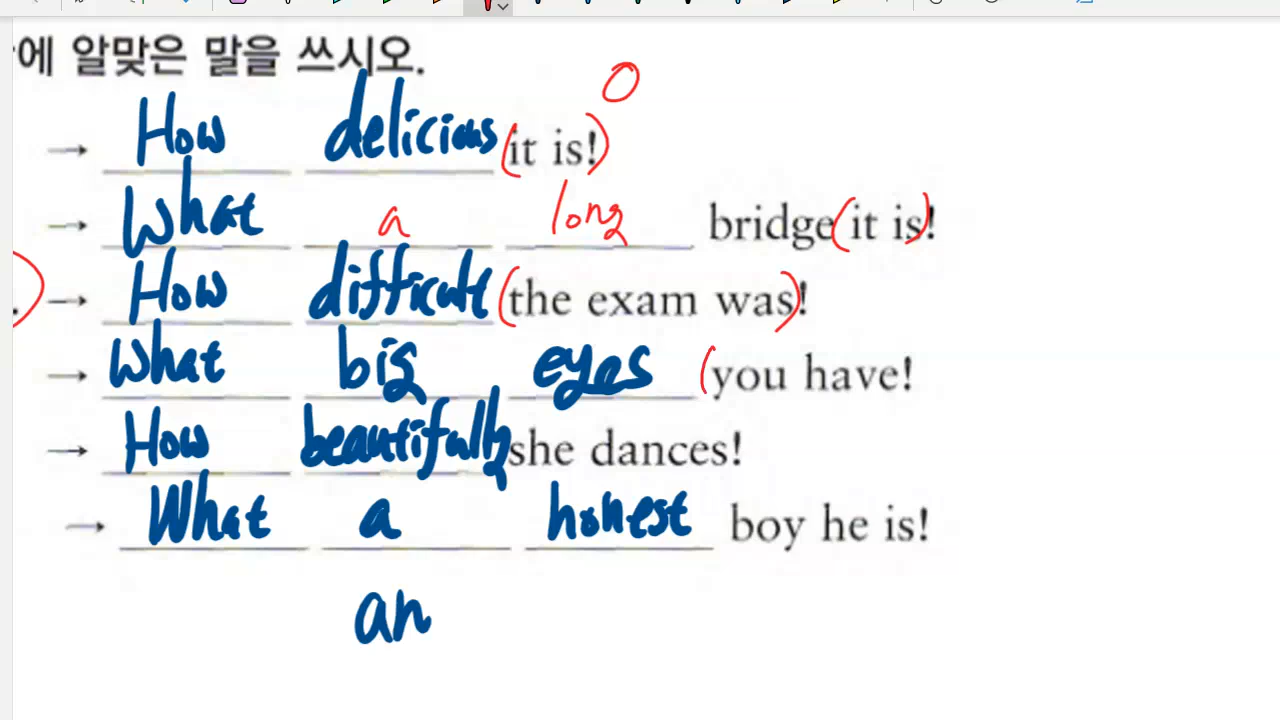 에 알맞은 말을 쓰시오.
→ How delicious (it is!) O
→ What a long bridge (it is)!
→ How difficult (the exam was)!
→ What big eyes (you have!
→ How beautifully she dances!
→ What a honest boy he is!
an